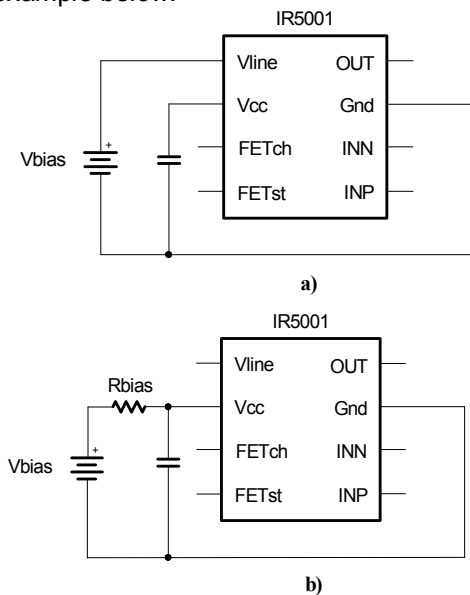 example below.
IR5001
Vline OUT
Vcc Gnd
Vbias + FETch INN
FETst INP
a)
IR5001
Vline OUT
Rbias
Vcc Gnd
Vbias + FETch INN
FETst INP
b)